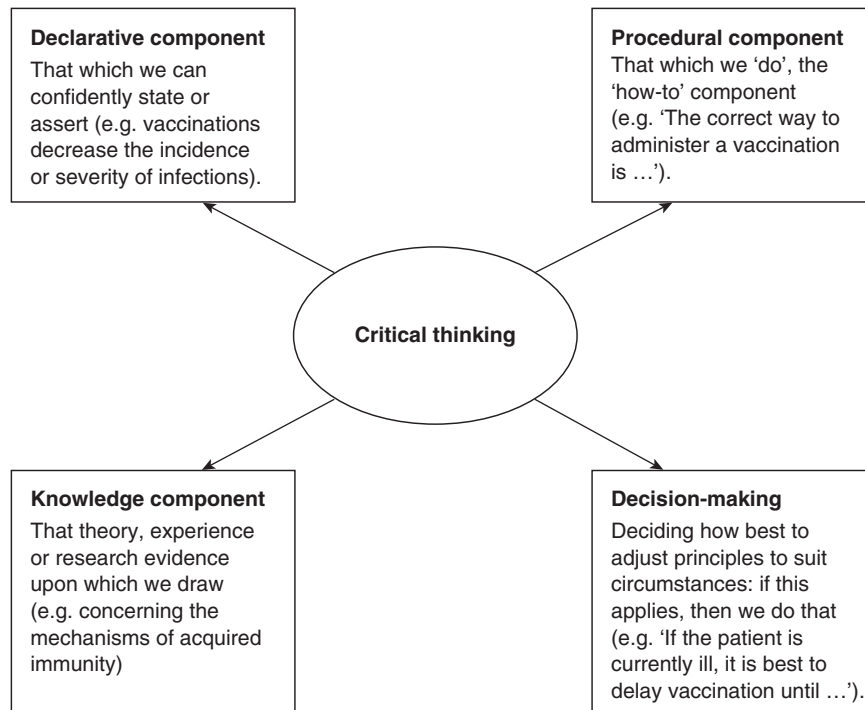 Declarative component
That which we can
confidently state or
assert (e.g. vaccinations
decrease the incidence
or severity of infections).
Procedural component
That which we ‘do’, the
‘how-to’ component
(e.g. ‘The correct way to
administer a vaccination
is …’).
Critical thinking
Knowledge component
That theory, experience
or research evidence
upon which we draw
(e.g. concerning the
mechanisms of acquired
immunity)
Decision-making
Deciding how best to
adjust principles to suit
circumstances: if this
applies, then we do that
(e.g. ‘If the patient is
currently ill, it is best to
delay vaccination until …’).